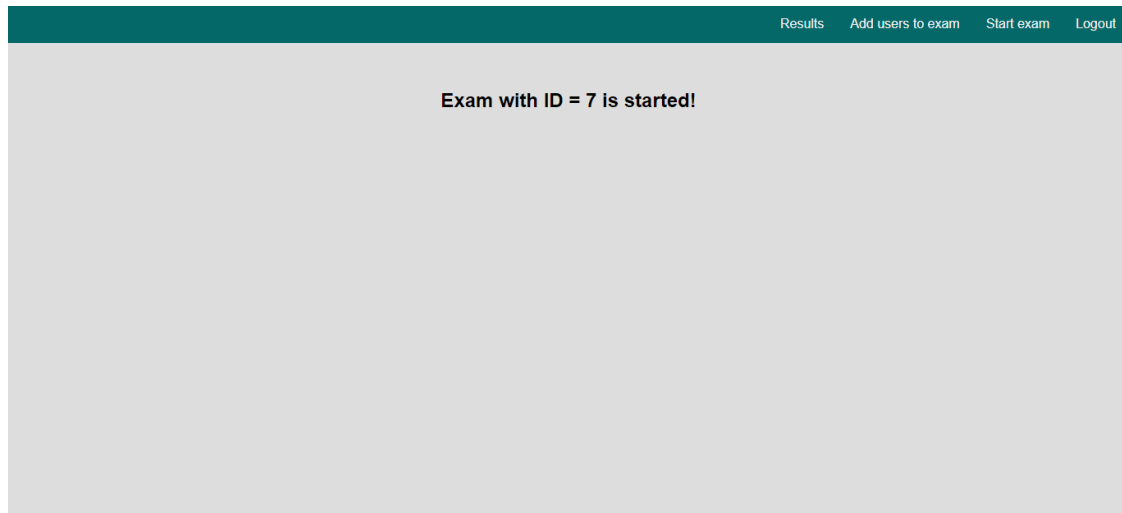 Results Add users to exam Start exam Logout
Exam with ID = 7 is started!